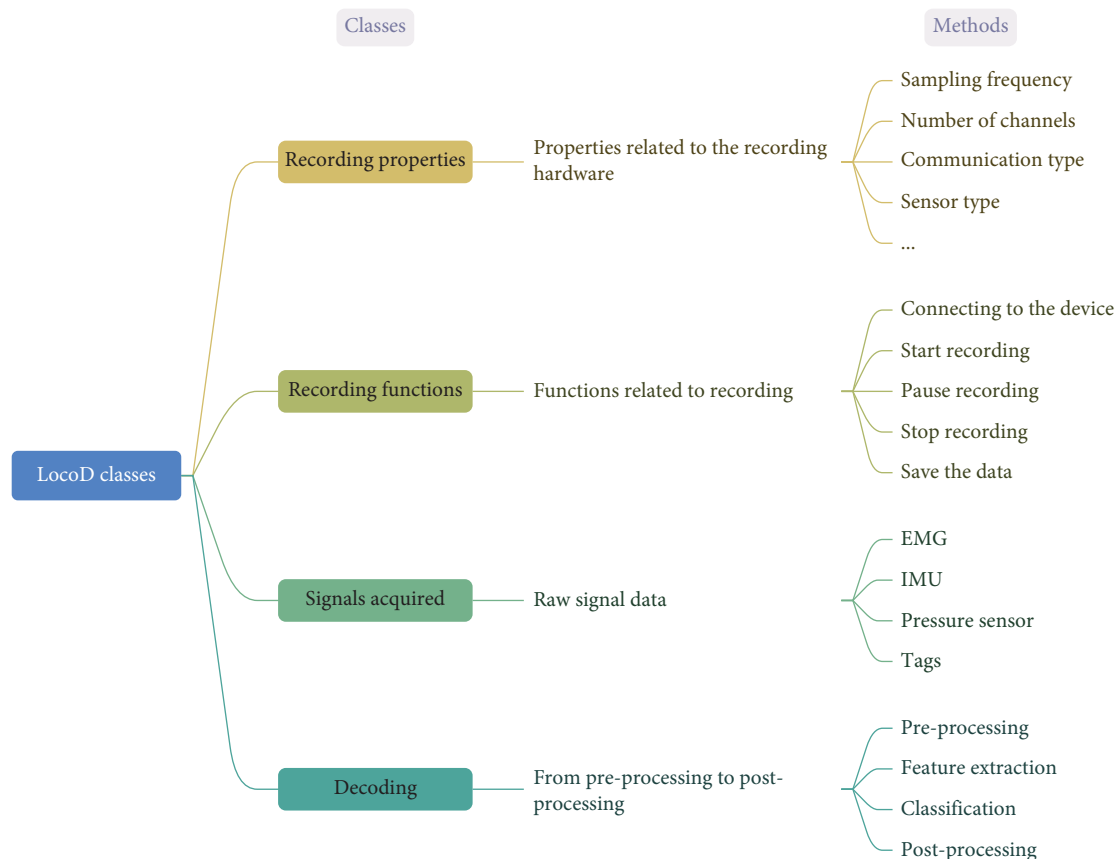 Classes
Methods
Recording properties
Properties related to the recording
hardware
Sampling frequency
Number of channels
Communication type
Sensor type
...
LocoD classes
Recording functions
Functions related to recording
Connecting to the device
Start recording
Pause recording
Stop recording
Save the data
Signals acquired
Raw signal data
EMG
IMU
Pressure sensor
Tags
Decoding
From pre-processing to post-
processing
Pre-processing
Feature extraction
Classification
Post-processing